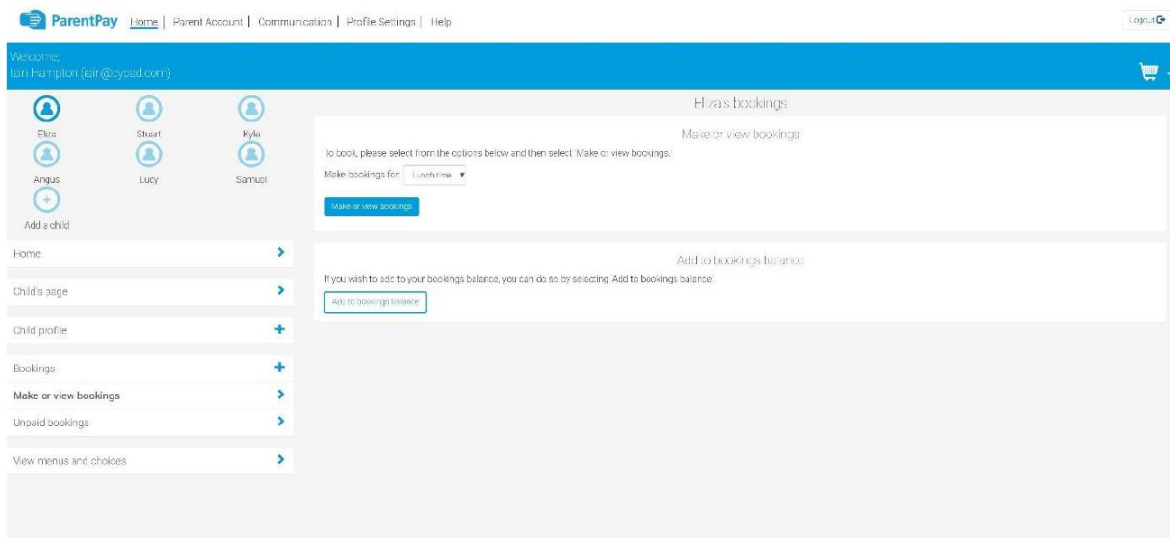 ParentPay Home | Parent Account | Communication | Profile Settings | Help
Logout
Welcome,
Iain Hampton (iain@cypad.com)
Eliza Stuart Kyle
Angus Lucy Samuel
Add a child
Home
Child's page
Child profile
Bookings
Make or view bookings
Unpaid bookings
View menus and choices
Eliza's bookings
Make or view bookings
To book, please select from the options below and then select 'Make or view bookings.'
Make bookings for: Lunch time
Make or view bookings
Add to bookings balance
If you wish to add to your bookings balance, you can do so by selecting 'Add to bookings balance'.
Add to bookings balance